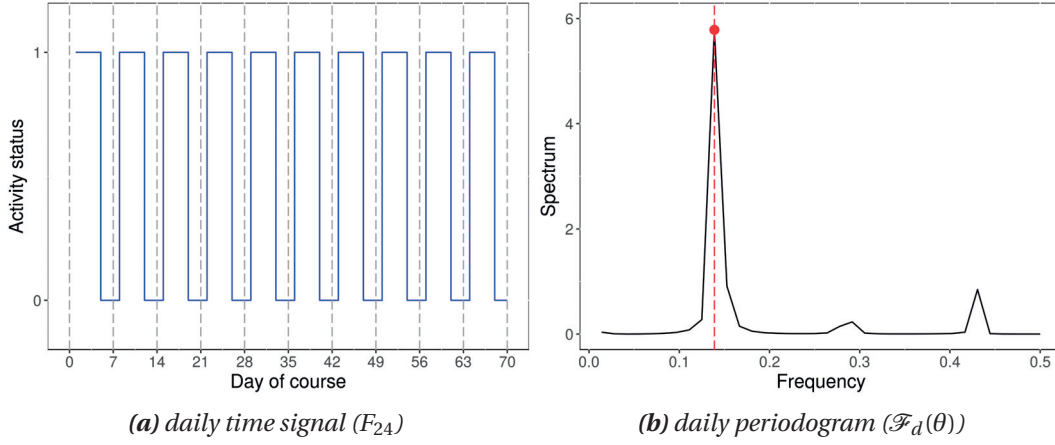 Activity status
1
0
0 7 14 21 28 35 42 49 56 63 70
Day of course
(a) daily time signal (F24)
Spectrum
6
4
2
0
0.0 0.1 0.2 0.3 0.4 0.5
Frequency
(b) daily periodogram (ℱd(θ))